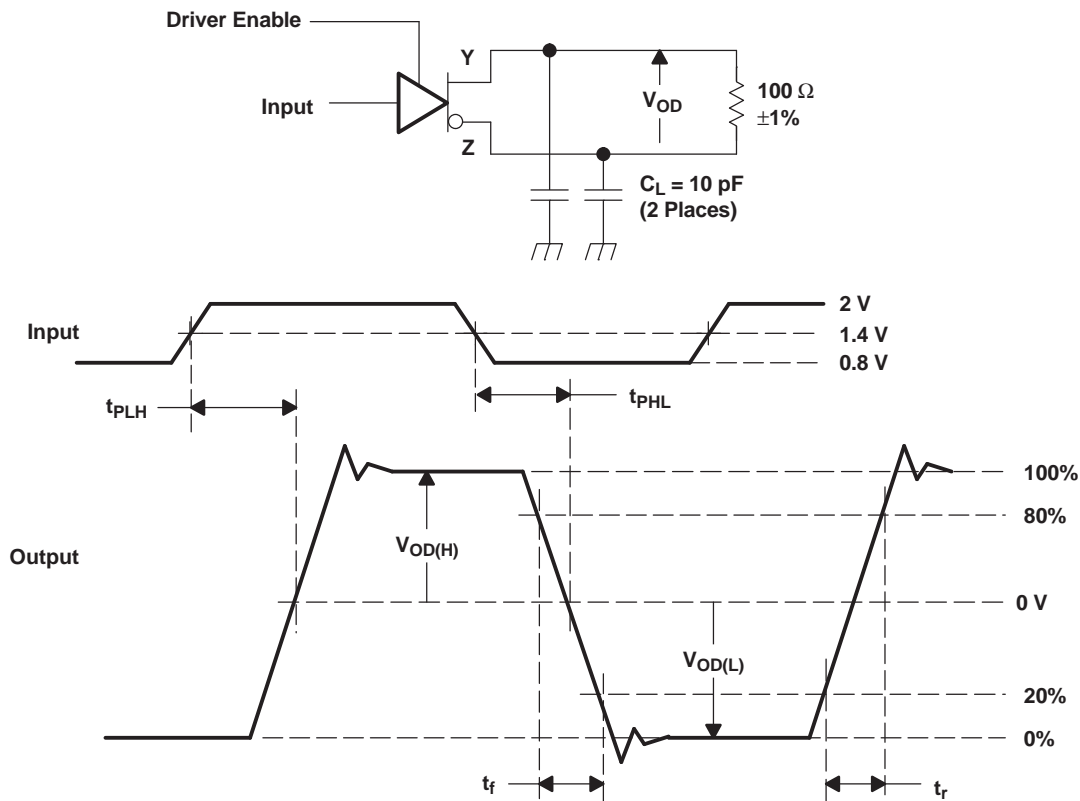 Driver Enable
Y
Input
Z
V_OD
100 Ω
±1%
C_L = 10 pF
(2 Places)
Input
2 V
1.4 V
0.8 V
t_PLH
t_PHL
100%
80%
Output
V_OD(H)
0 V
V_OD(L)
20%
0%
t_f
t_r